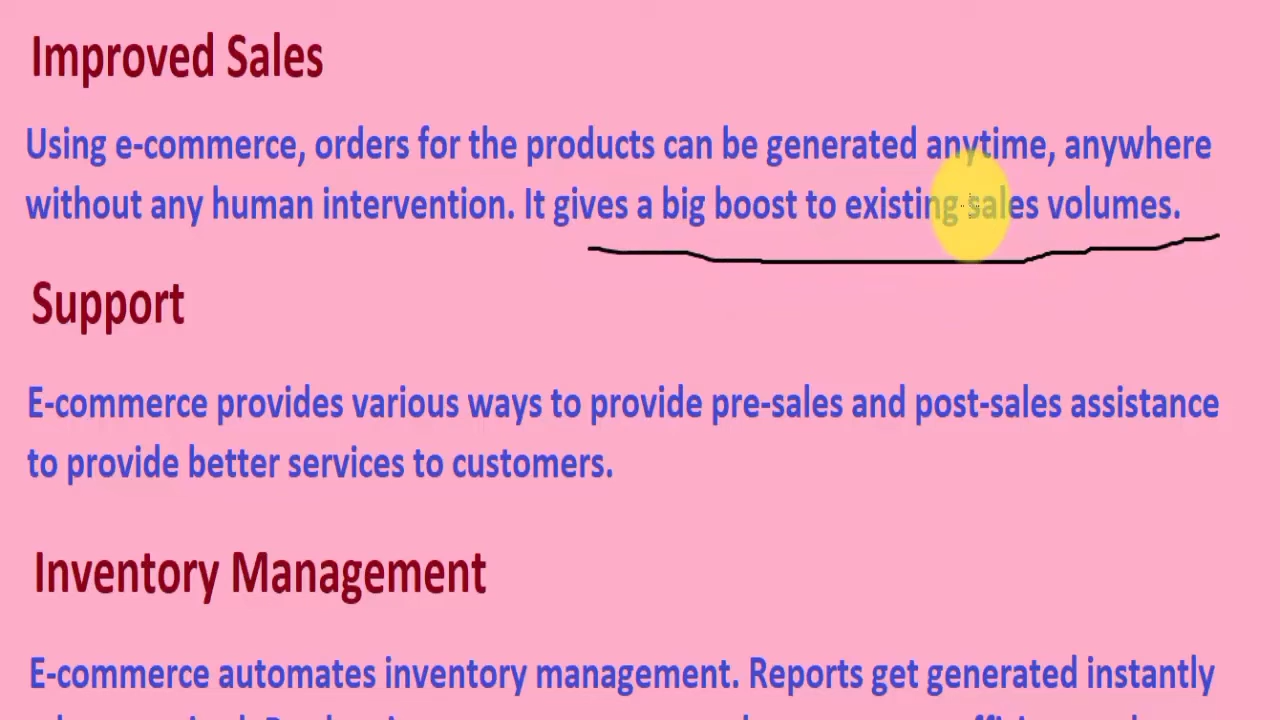 Improved Sales
Using e-commerce, orders for the products can be generated anytime, anywhere
without any human intervention. It gives a big boost to existing sales volumes.
Support
E-commerce provides various ways to provide pre-sales and post-sales assistance
to provide better services to customers.
Inventory Management
E-commerce automates inventory management. Reports get generated instantly